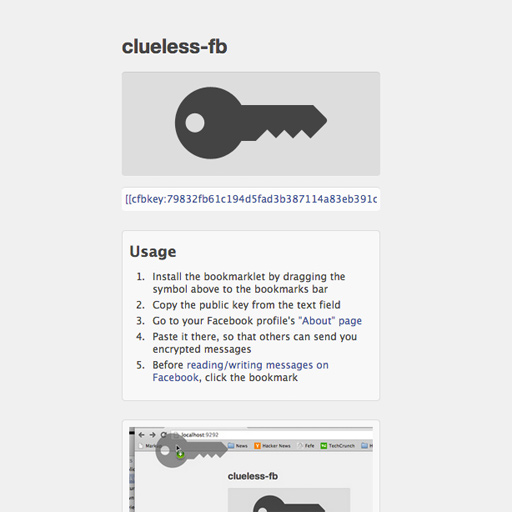 clueless-fb
[[cfbkey:79832fb61c194d5fad3b387114a83eb391c
Usage
1. Install the bookmarklet by dragging the
symbol above to the bookmarks bar
2. Copy the public key from the text field
3. Go to your Facebook profile's "About" page
4. Paste it there, so that others can send you
encrypted messages
5. Before reading/writing messages on
Facebook, click the bookmark
localhost:9292
News Hacker News Fefe TechCrunch
clueless-fb